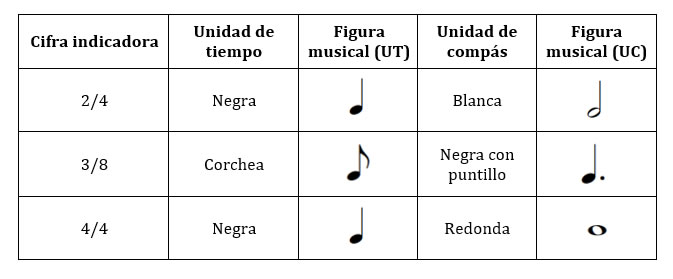 Cifra indicadora
Unidad de
tiempo
Figura
musical (UT)
Unidad de
compás
Figura
musical (UC)
2/4
Negra
Blanca
3/8
Corchea
Negra con
puntillo
4/4
Negra
Redonda